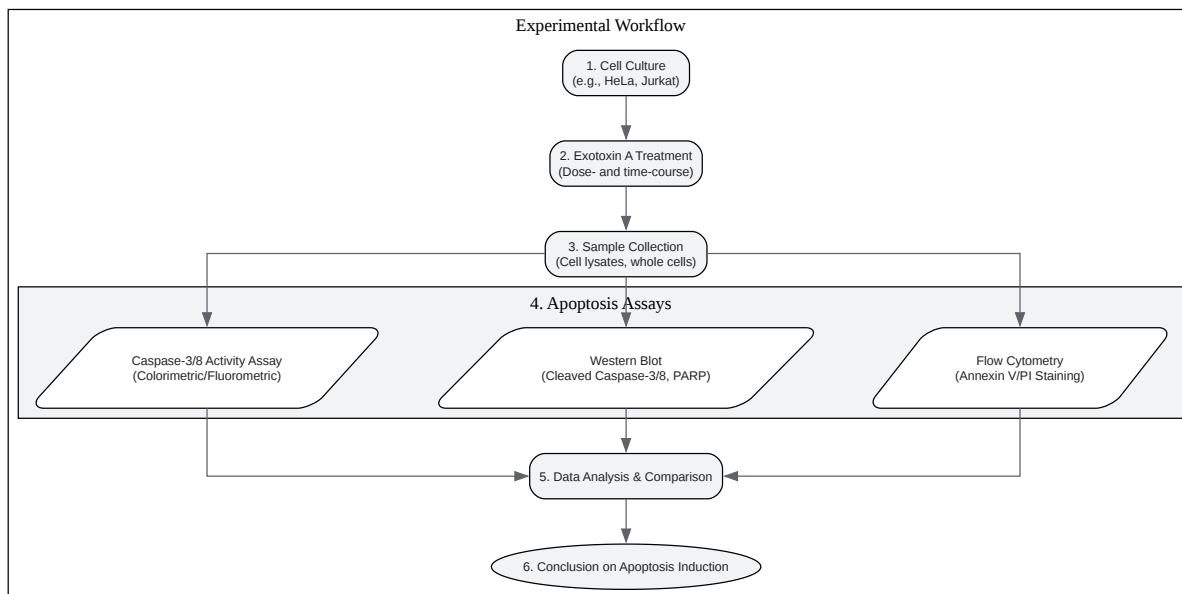 Experimental Workflow
1. Cell Culture
(e.g., HeLa, Jurkat)
2. Exotoxin A Treatment
(Dose- and time-course)
3. Sample Collection
(Cell lysates, whole cells)
4. Apoptosis Assays
Caspase-3/8 Activity Assay
(Colorimetric/Fluorometric)
Western Blot
(Cleaved Caspase-3/8, PARP)
Flow Cytometry
(Annexin V/PI Staining)
5. Data Analysis & Comparison
6. Conclusion on Apoptosis Induction